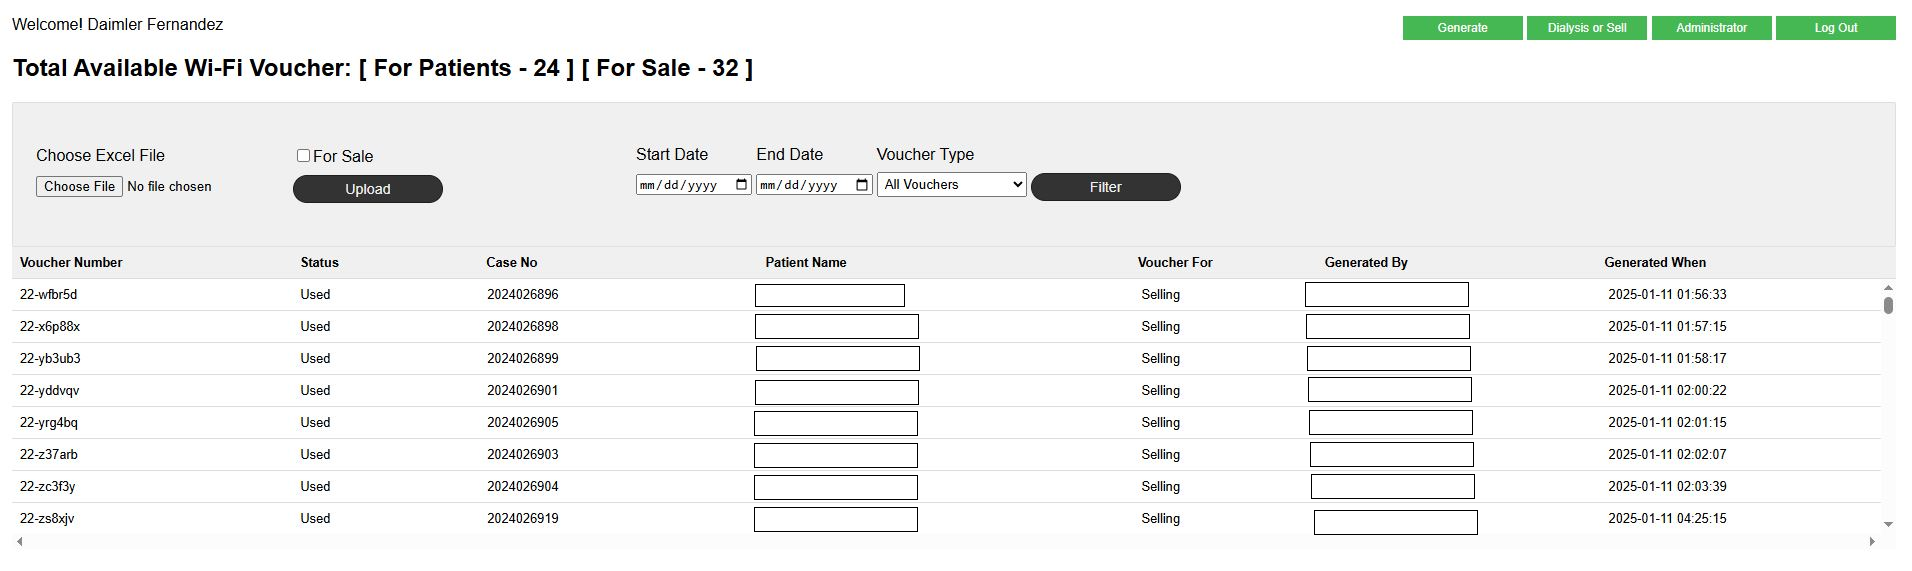 Welcome! Daimler Fernandez
Generate
Dialysis or Sell
Administrator
Log Out
Total Available Wi-Fi Voucher: [ For Patients - 24 ] [ For Sale - 32 ]
Choose Excel File
For Sale
Start Date
End Date
Voucher Type
Choose File No file chosen
Upload
mm/dd/yyyy
mm/dd/yyyy
All Vouchers
Filter
Voucher Number Status Case No Patient Name Voucher For Generated By Generated When
22-wfbr5d Used 2024026896 Selling 2025-01-11 01:56:33
22-x6p88x Used 2024026898 Selling 2025-01-11 01:57:15
22-yb3ub3 Used 2024026899 Selling 2025-01-11 01:58:17
22-yddvqv Used 2024026901 Selling 2025-01-11 02:00:22
22-yrg4bq Used 2024026905 Selling 2025-01-11 02:01:15
22-z37arb Used 2024026903 Selling 2025-01-11 02:02:07
22-zc3f3y Used 2024026904 Selling 2025-01-11 02:03:39
22-zs8xjv Used 2024026919 Selling 2025-01-11 04:25:15